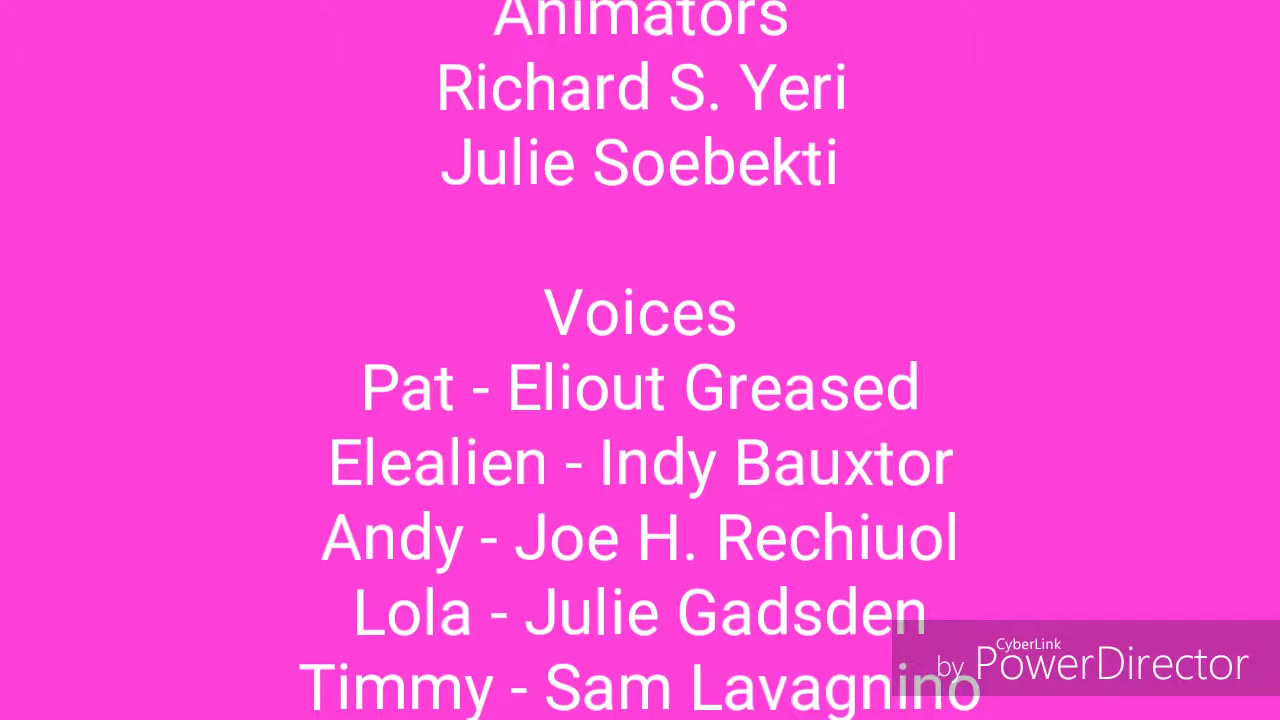 Animators
Richard S. Yeri
Julie Soebekti
Voices
Pat - Eliout Greased
Elealien - Indy Bauxtor
Andy - Joe H. Rechiuol
Lola - Julie Gadsden
Timmy - Sam Lavagnino
CyberLink
by PowerDirector